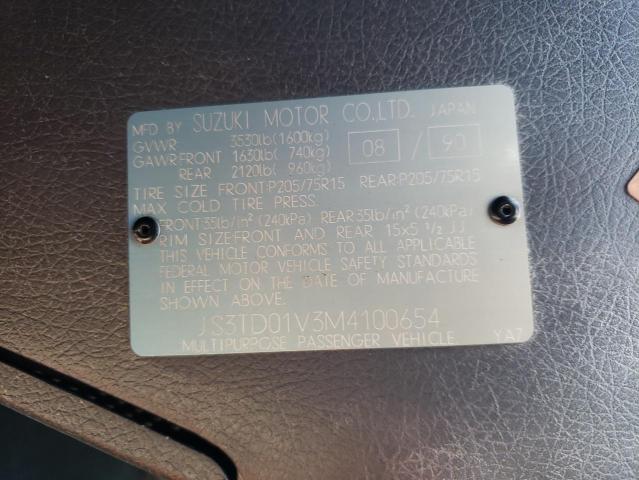 MFD BY SUZUKI MOTOR CO.,LTD. JAPAN
GVWR 3530lb(1600kg)
GAWR FRONT 1630lb( 740kg) 08 / 90
REAR 2120lb( 960kg)
TIRE SIZE FRONT:P205/75R15 REAR:P205/75R15
MAX COLD TIRE PRESS.
FRONT:35lb/in² (240kPa) REAR:35lb/in² (240kPa)
RIM SIZE:FRONT AND REAR 15x5 1/2 JJ
THIS VEHICLE CONFORMS TO ALL APPLICABLE
FEDERAL MOTOR VEHICLE SAFETY STANDARDS
IN EFFECT ON THE DATE OF MANUFACTURE
SHOWN ABOVE.
JS3TD01V3M4100654
MULTIPURPOSE PASSENGER VEHICLE YA7